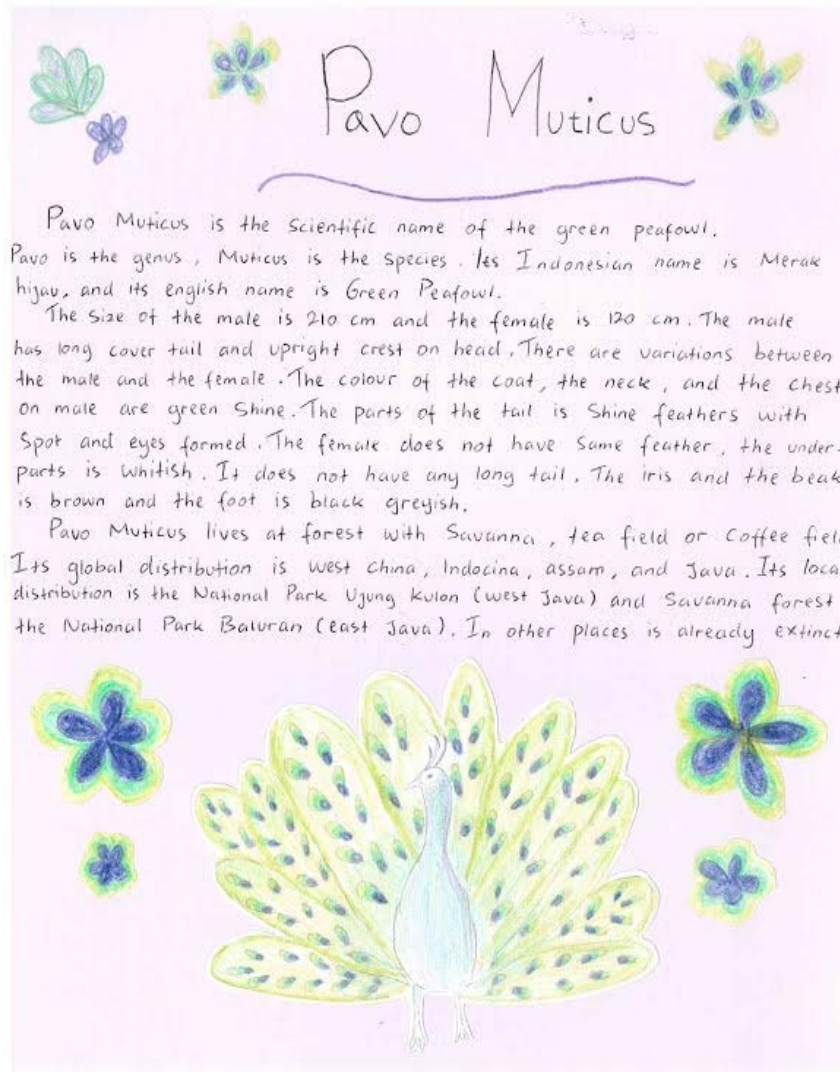 Pavo Muticus
Pavo Muticus is the scientific name of the green peafowl.
Pavo is the genus, Muticus is the species. Its Indonesian name is Merak
hijau, and its english name is Green Peafowl.
The size of the male is 210 cm and the female is 120 cm. The male
has long cover tail and upright crest on head. There are variations between
the male and the female. The colour of the coat, the neck, and the chest
on male are green shine. The parts of the tail is shine feathers with
spot and eyes formed. The female does not have same feather, the under-
parts is whitish. It does not have any long tail. The iris and the beak
is brown and the foot is black greyish.
Pavo Muticus lives at forest with Savanna, tea field or coffee fiel
Its global distribution is west china, Indocina, assam, and Java. Its loca
distribution is the National Park Ujung Kulon (west Java) and Savanna forest
the National Park Baluran (east Java). In other places is already extinct